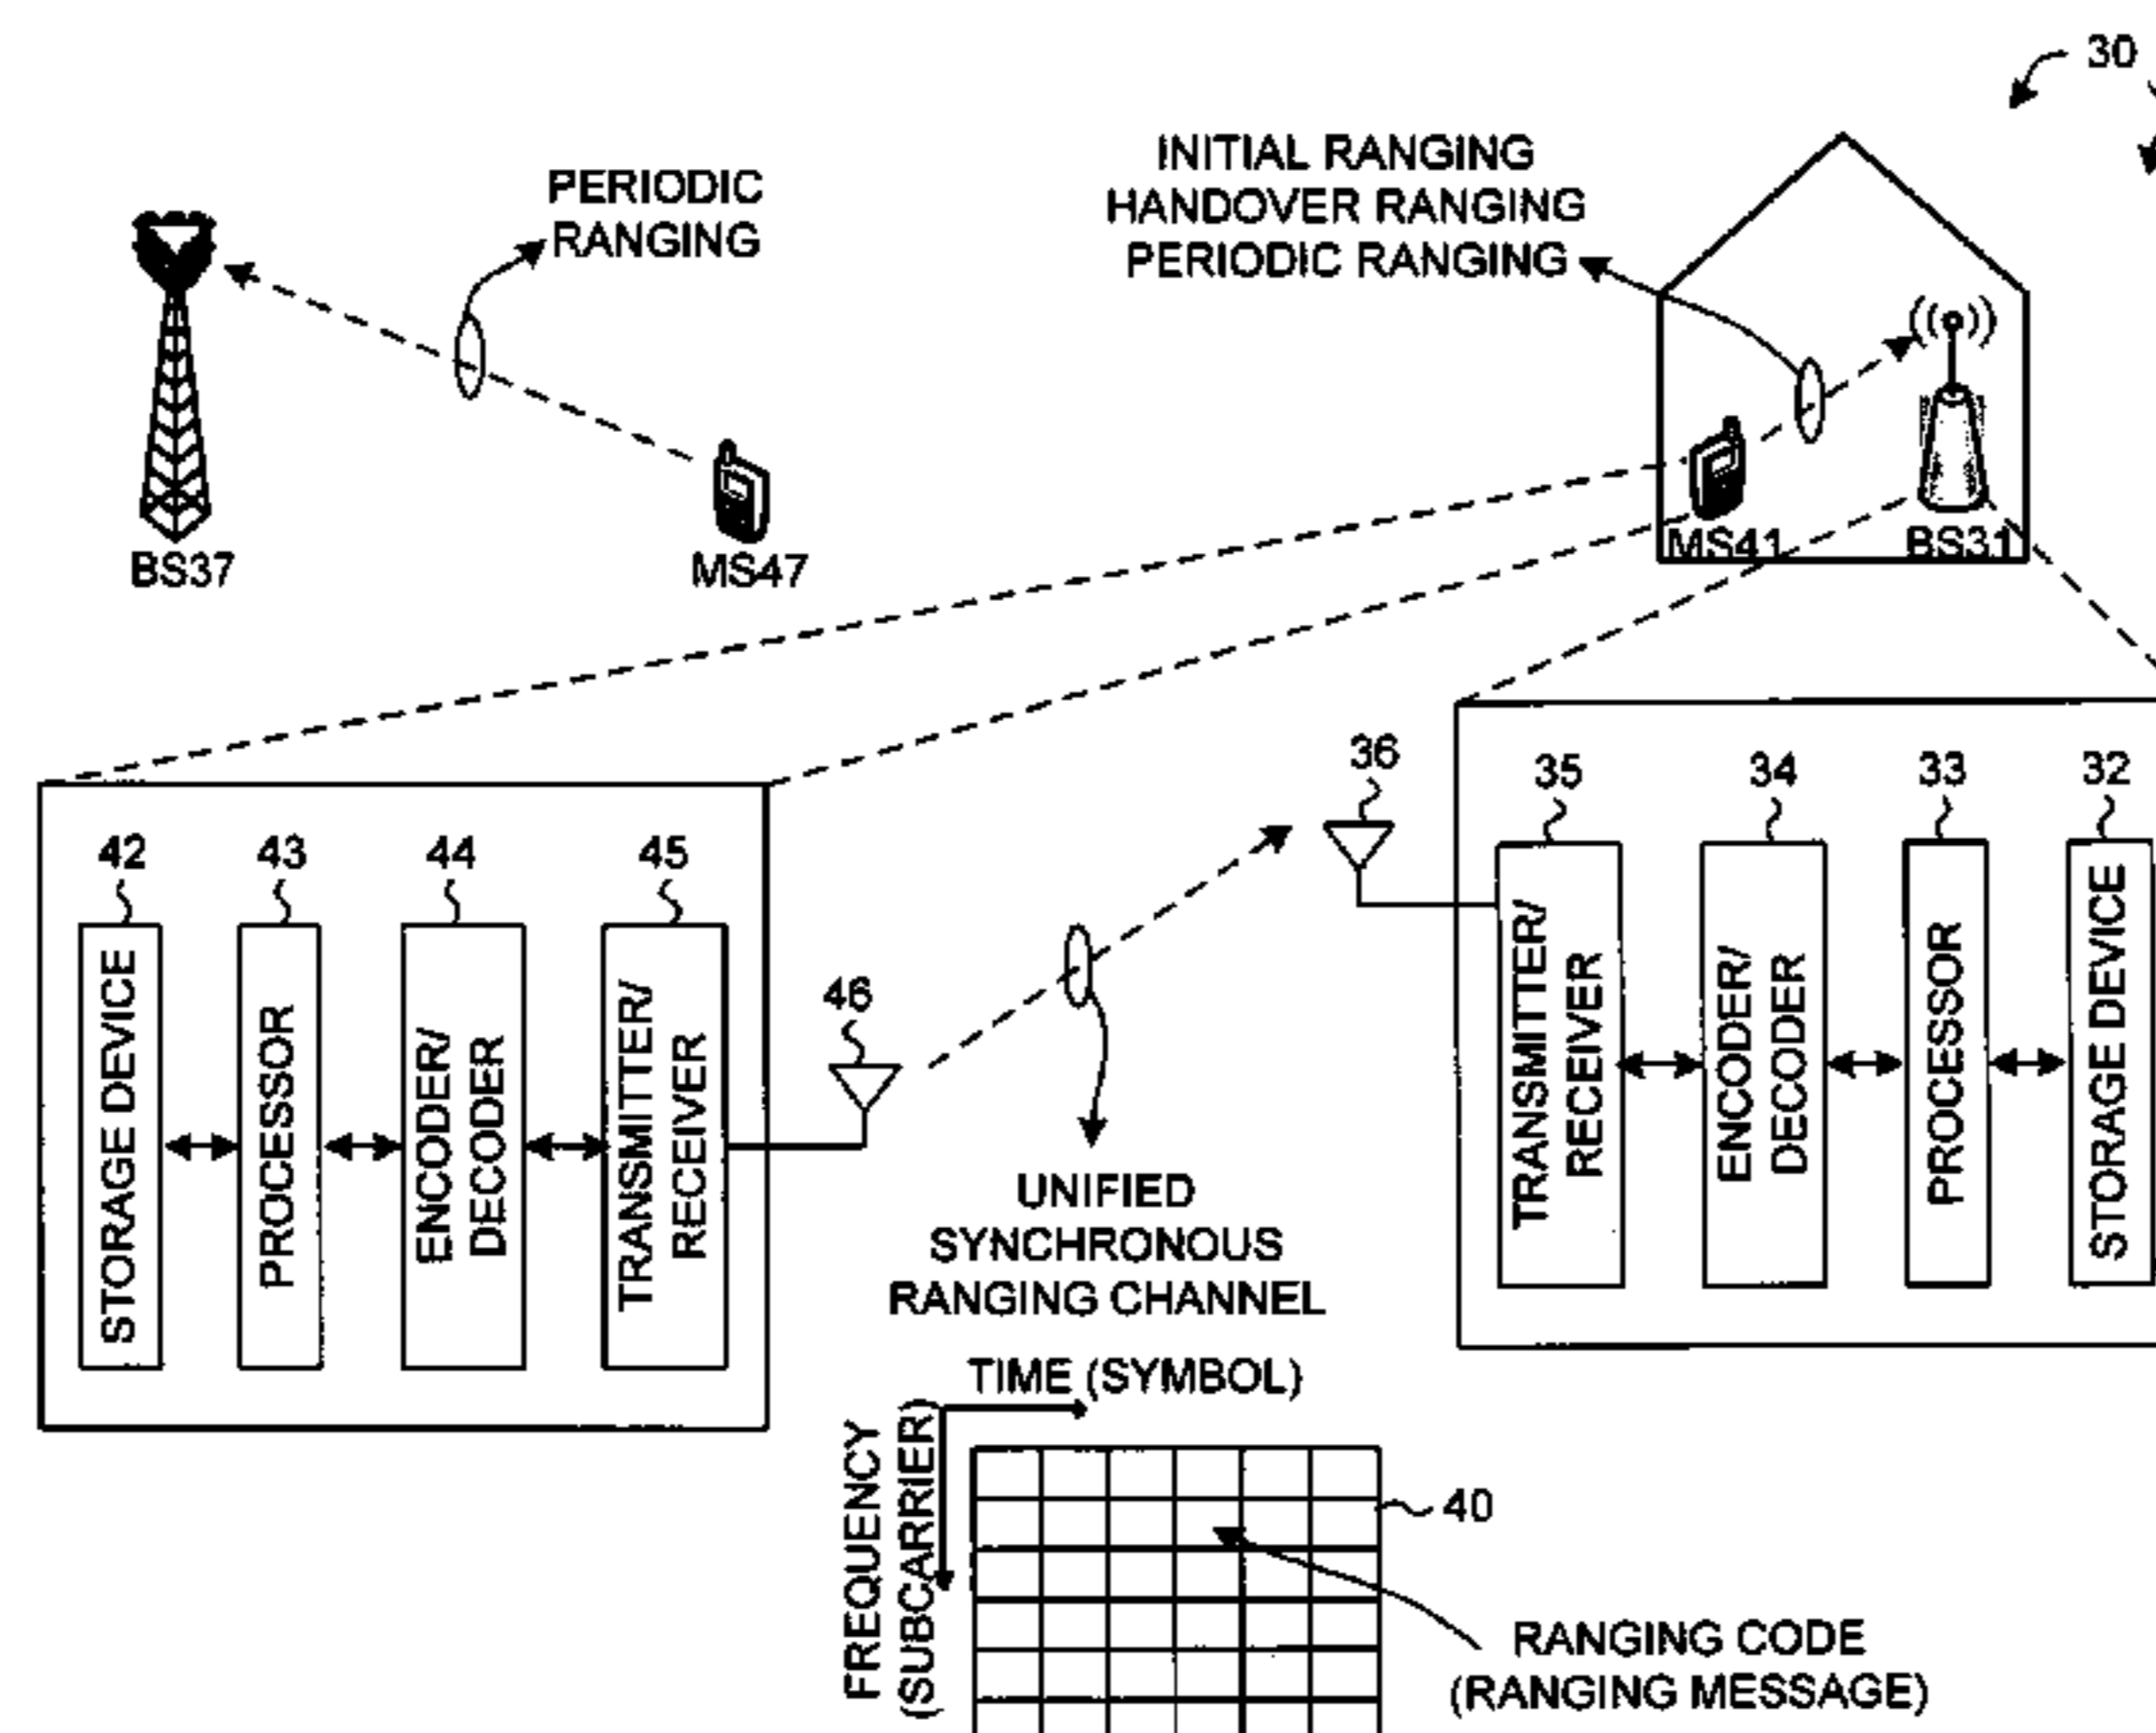 30
PERIODIC
RANGING
INITIAL RANGING
HANDOVER RANGING
PERIODIC RANGING
BS37
MS47
MS41
BS31
36
35
34
33
32
42
43
44
45
46
STORAGE DEVICE
PROCESSOR
ENCODER/
DECODER
TRANSMITTER/
RECEIVER
TRANSMITTER/
RECEIVER
ENCODER/
DECODER
PROCESSOR
STORAGE DEVICE
UNIFIED
SYNCHRONOUS
RANGING CHANNEL
TIME (SYMBOL)
FREQUENCY
(SUBCARRIER)
40
RANGING CODE
(RANGING MESSAGE)